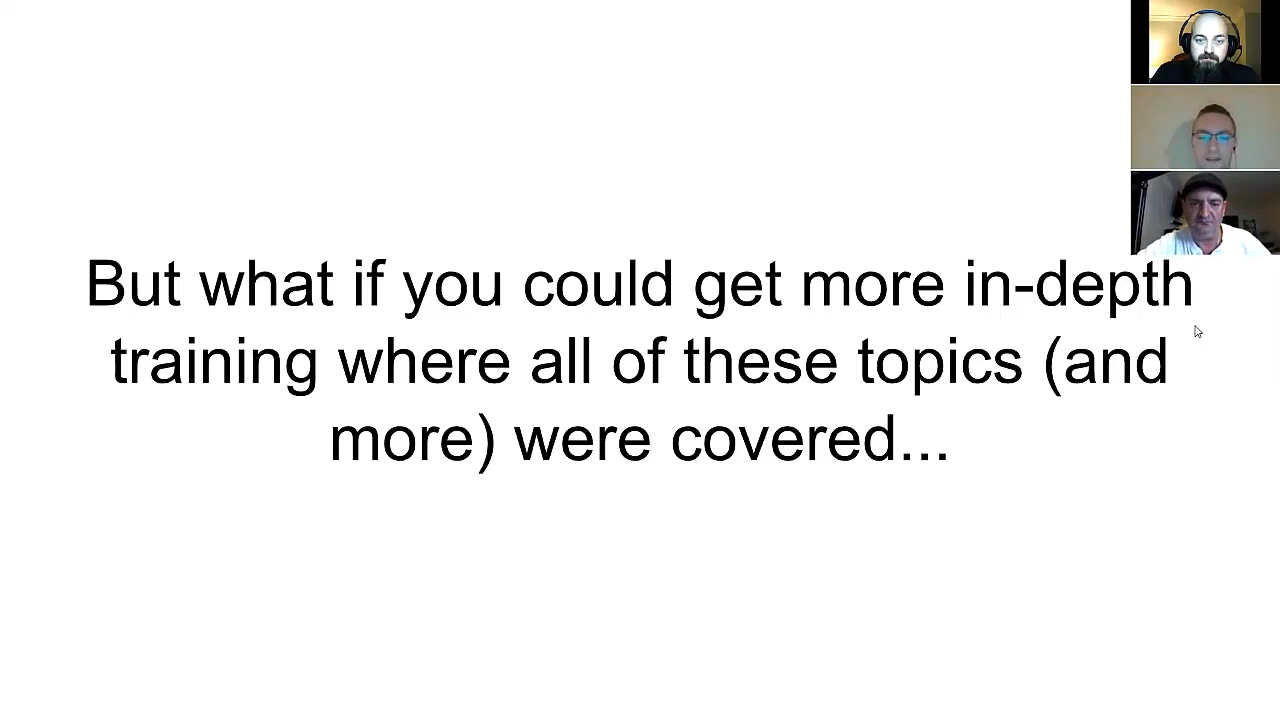 But what if you could get more in-depth
training where all of these topics (and
more) were covered...